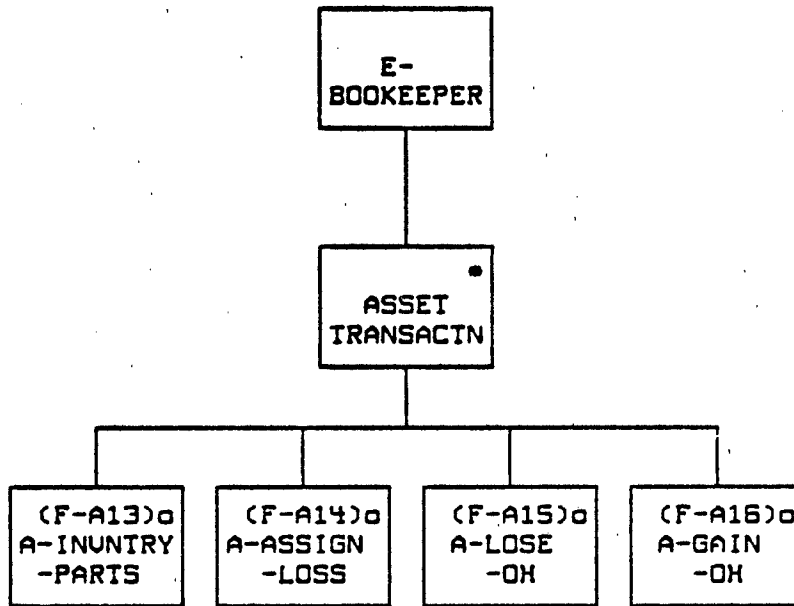 E-
BOOKEEPER
*
ASSET
TRANSACTN
(F-A13)o
A-INVNTRY
-PARTS
(F-A14)o
A-ASSIGN
-LOSS
(F-A15)o
A-LOSE
-OH
(F-A16)o
A-GAIN
-OH